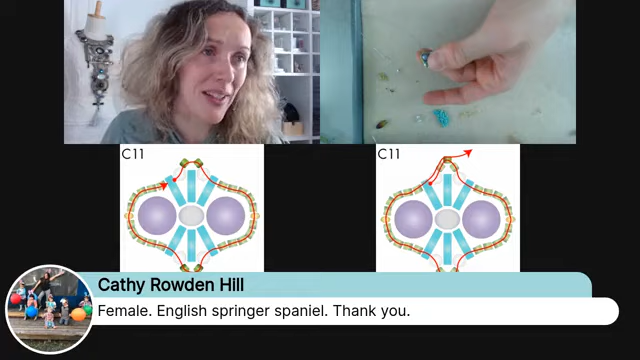 C11
C11
Cathy Rowden Hill
Female. English springer spaniel. Thank you.